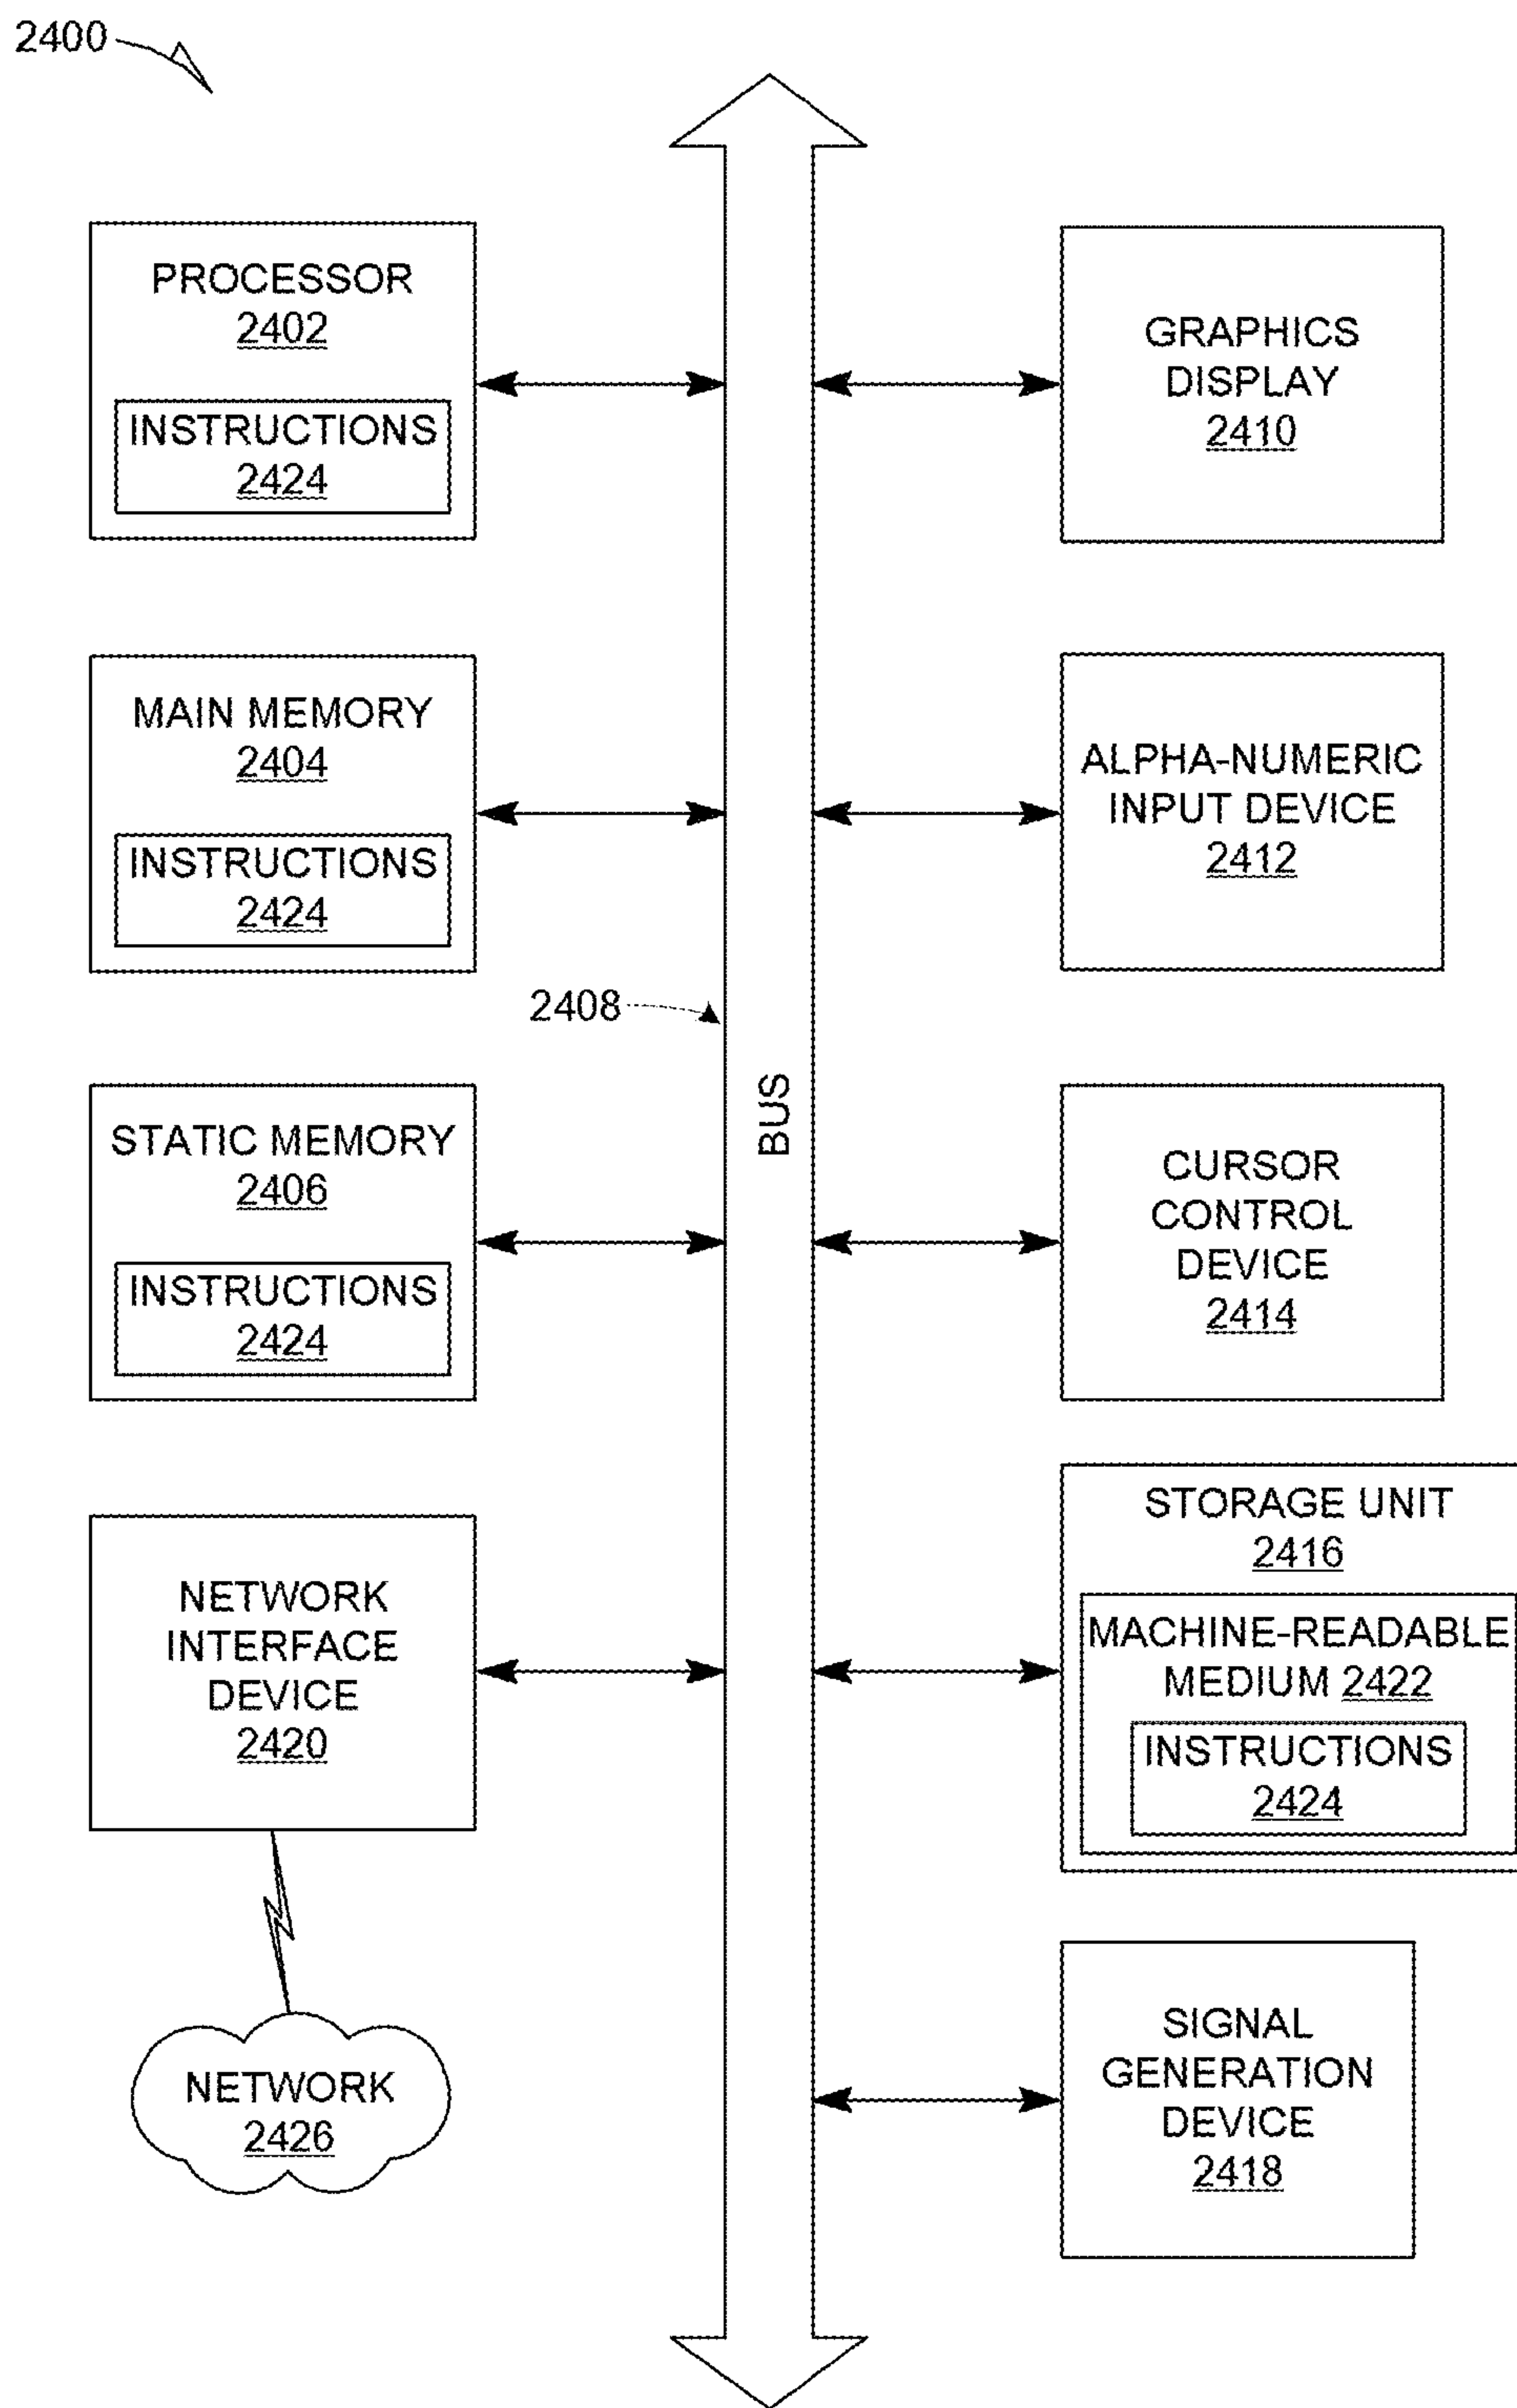 2400
PROCESSOR
2402
INSTRUCTIONS
2424
MAIN MEMORY
2404
INSTRUCTIONS
2424
2408
STATIC MEMORY
2406
INSTRUCTIONS
2424
NETWORK
INTERFACE
DEVICE
2420
NETWORK
2426
BUS
GRAPHICS
DISPLAY
2410
ALPHA-NUMERIC
INPUT DEVICE
2412
CURSOR
CONTROL
DEVICE
2414
STORAGE UNIT
2416
MACHINE-READABLE
MEDIUM 2422
INSTRUCTIONS
2424
SIGNAL
GENERATION
DEVICE
2418